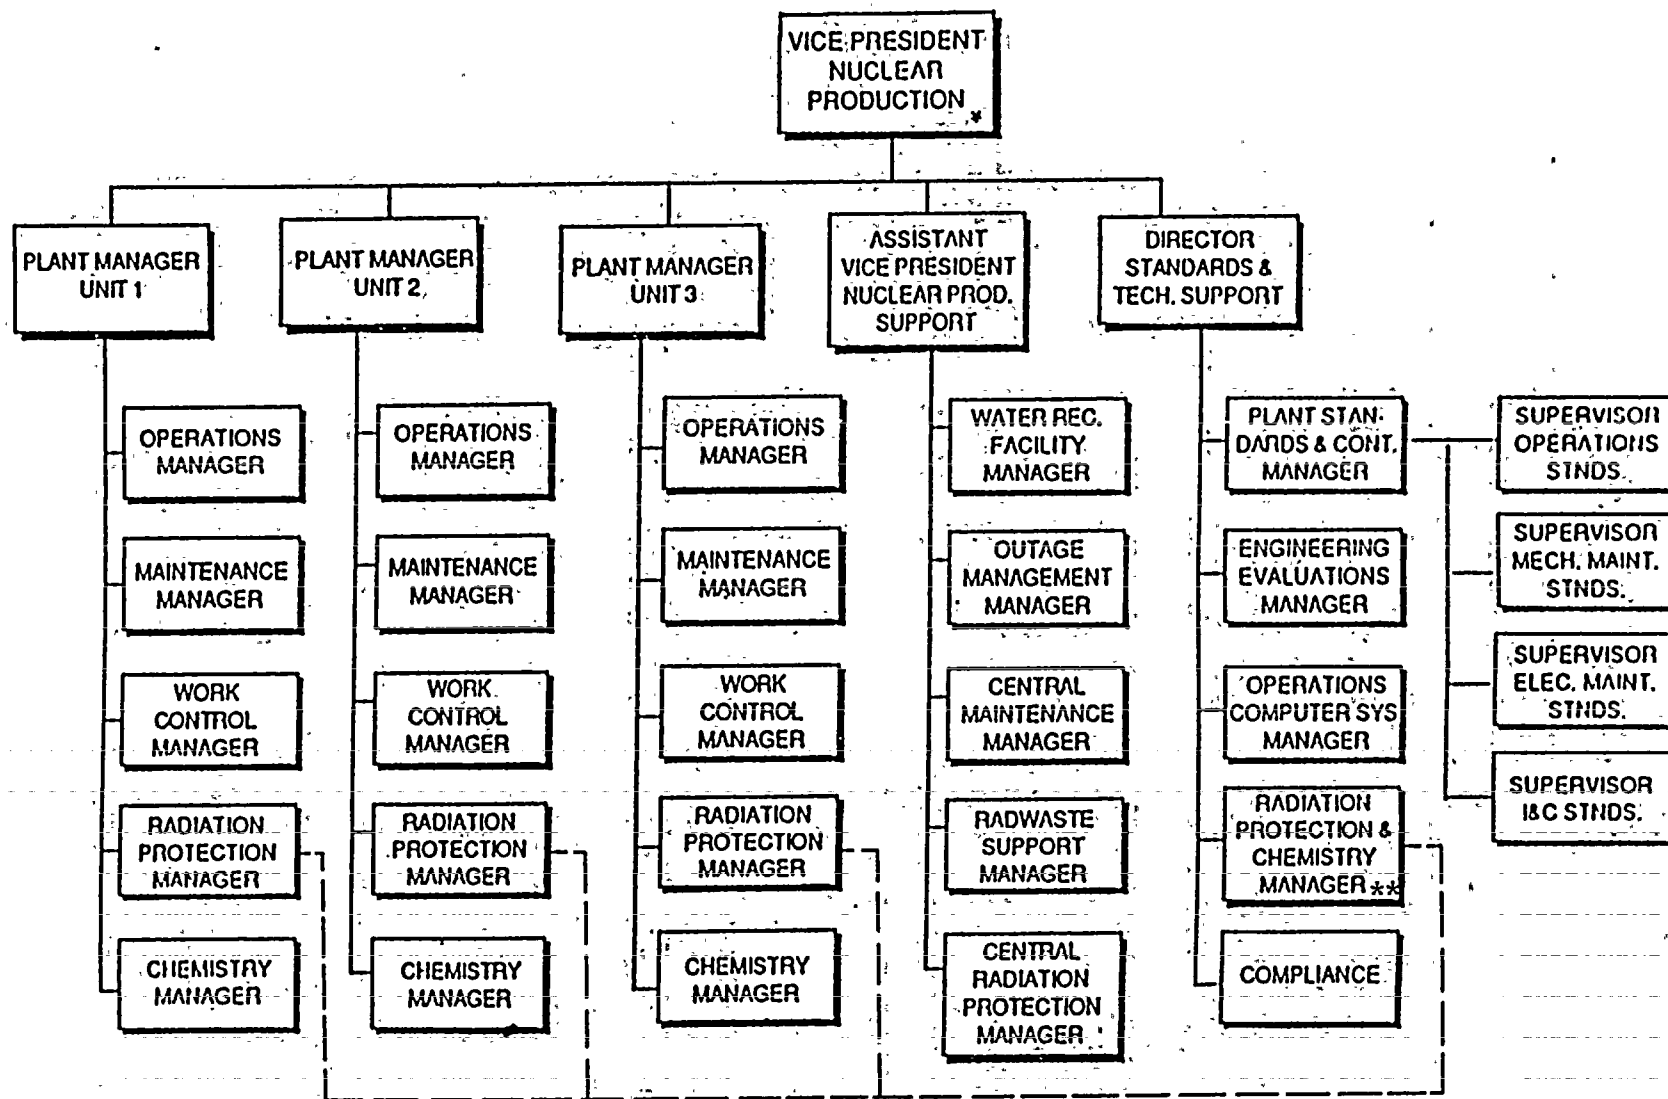 VICE PRESIDENT
NUCLEAR
PRODUCTION
*
PLANT MANAGER
UNIT 1
PLANT MANAGER
UNIT 2
PLANT MANAGER
UNIT 3
ASSISTANT
VICE PRESIDENT
NUCLEAR PROD.
SUPPORT
DIRECTOR
STANDARDS &
TECH. SUPPORT
OPERATIONS
MANAGER
MAINTENANCE
MANAGER
WORK
CONTROL
MANAGER
RADIATION
PROTECTION
MANAGER
CHEMISTRY
MANAGER
OPERATIONS
MANAGER
MAINTENANCE
MANAGER
WORK
CONTROL
MANAGER
RADIATION
PROTECTION
MANAGER
CHEMISTRY
MANAGER
OPERATIONS
MANAGER
MAINTENANCE
MANAGER
WORK
CONTROL
MANAGER
RADIATION
PROTECTION
MANAGER
CHEMISTRY
MANAGER
WATER REC.
FACILITY
MANAGER
OUTAGE
MANAGEMENT
MANAGER
CENTRAL
MAINTENANCE
MANAGER
RADWASTE
SUPPORT
MANAGER
CENTRAL
RADIATION
PROTECTION
MANAGER
PLANT STAN-
DARDS & CONT.
MANAGER
ENGINEERING
EVALUATIONS
MANAGER
OPERATIONS
COMPUTER SYS
MANAGER
RADIATION
PROTECTION &
CHEMISTRY
MANAGER **
COMPLIANCE
SUPERVISOR
OPERATIONS
STNDS.
SUPERVISOR
MECH. MAINT.
STNDS.
SUPERVISOR
ELEC. MAINT.
STNDS.
SUPERVISOR
I&C STNDS.